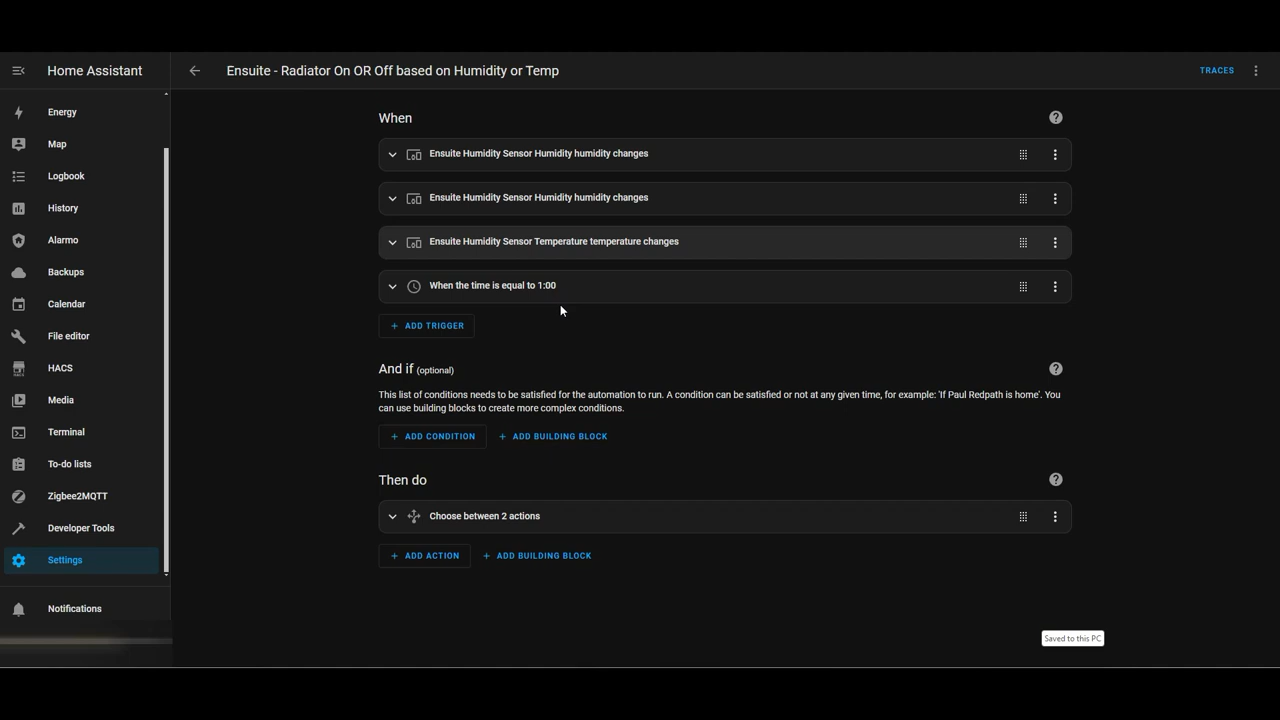 Home Assistant
Ensuite - Radiator On OR Off based on Humidity or Temp
TRACES
Energy
Map
Logbook
History
Alarmo
Backups
Calendar
File editor
HACS
Media
Terminal
To-do lists
Zigbee2MQTT
Developer Tools
Settings
Notifications
When
Ensuite Humidity Sensor Humidity humidity changes
Ensuite Humidity Sensor Humidity humidity changes
Ensuite Humidity Sensor Temperature temperature changes
When the time is equal to 1:00
+ ADD TRIGGER
And if (optional)
This list of conditions needs to be satisfied for the automation to run. A condition can be satisfied or not at any given time, for example: 'If Paul Redpath is home'. You
can use building blocks to create more complex conditions.
+ ADD CONDITION + ADD BUILDING BLOCK
Then do
Choose between 2 actions
+ ADD ACTION + ADD BUILDING BLOCK
Saved to this PC